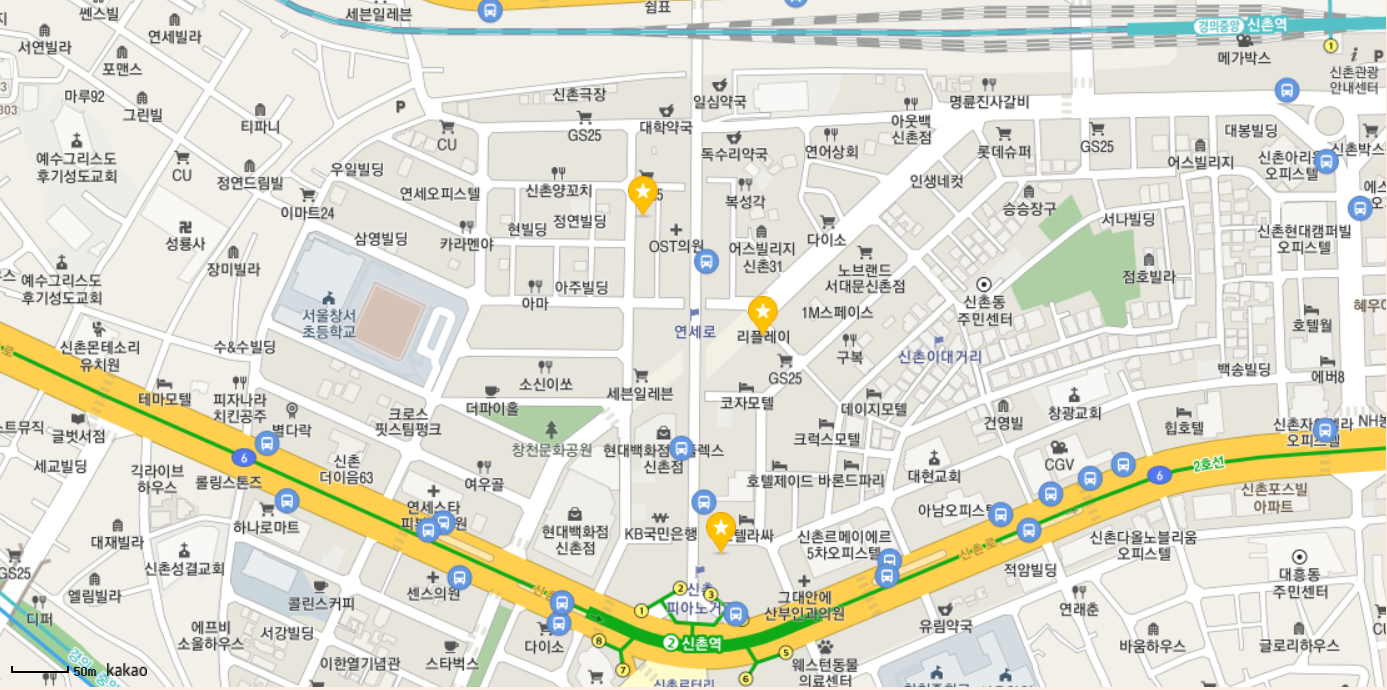 쎈스빌
세븐일레븐
쉼표
경의중앙 신촌역
서연빌라
연세빌라
포맨스
메가박스
1
신촌관광
안내센터
P
마루92
그린빌
303
티파니
P
신촌극장
일심약국
명륜진사갈비
CU
GS25
대학약국
아웃백
신촌점
대봉빌딩
예수그리스도
후기성도교회
CU
정연드림빌
우일빌딩
독수리약국
연어상회
롯데슈퍼
GS25
어스빌리지
신촌박스
이마트24
연세오피스텔
신촌양꼬치
복성각
인생네컷
승승장구
서나빌딩
성룡사
삼영빌딩
카라멘야
현빌딩
정연빌딩
OST의원
어스빌리지
신촌31
다이소
신촌현대캠퍼빌
오피스텔
장미빌라
예수그리스도
후기성도교회
노브랜드
서대문신촌점
점호빌라
아마
아주빌딩
신촌동
주민센터
서울창서
초등학교
연세로
리플레이
1M스페이스
호텔월
신촌몬테소리
유치원
수&수빌딩
구복
신촌이대거리
소신이쏘
GS25
백송빌딩
에버8
테마모텔
피자나라
치킨공주
별다락
크로스
핏스팀펑크
더파이홀
세븐일레븐
코자모텔
데이지모텔
건영빌
창광교회
힙호텔
글벗서점
창천문화공원
신촌점
크럭스모텔
세교빌딩
긱라이브
하우스
6
롤링스톤즈
신촌
더이음63
여우골
호텔제이드
바론드파리
대현교회
CGV
6
2호선
하나로마트
연세스타
현대백화점
신촌점
KB국민은행
신촌르메이에르
5차오피스텔
신촌포스빌
아파트
대재빌라
신촌성결교회
GS25
엘림빌라
콜린스커피
센스의원
신촌다올노블리움
오피스텔
적암빌딩
대흥동
주민센터
디퍼
에프비
소울하우스
서강빌딩
이한열기념관
스타벅스
다이소
1
2
3
그대안에
산부인과의원
2 신촌역
유림약국
연래춘
바움하우스
글로리하우스
8
7
5
6
웨스턴동물
의료센터
신촌로터리
50m kakao